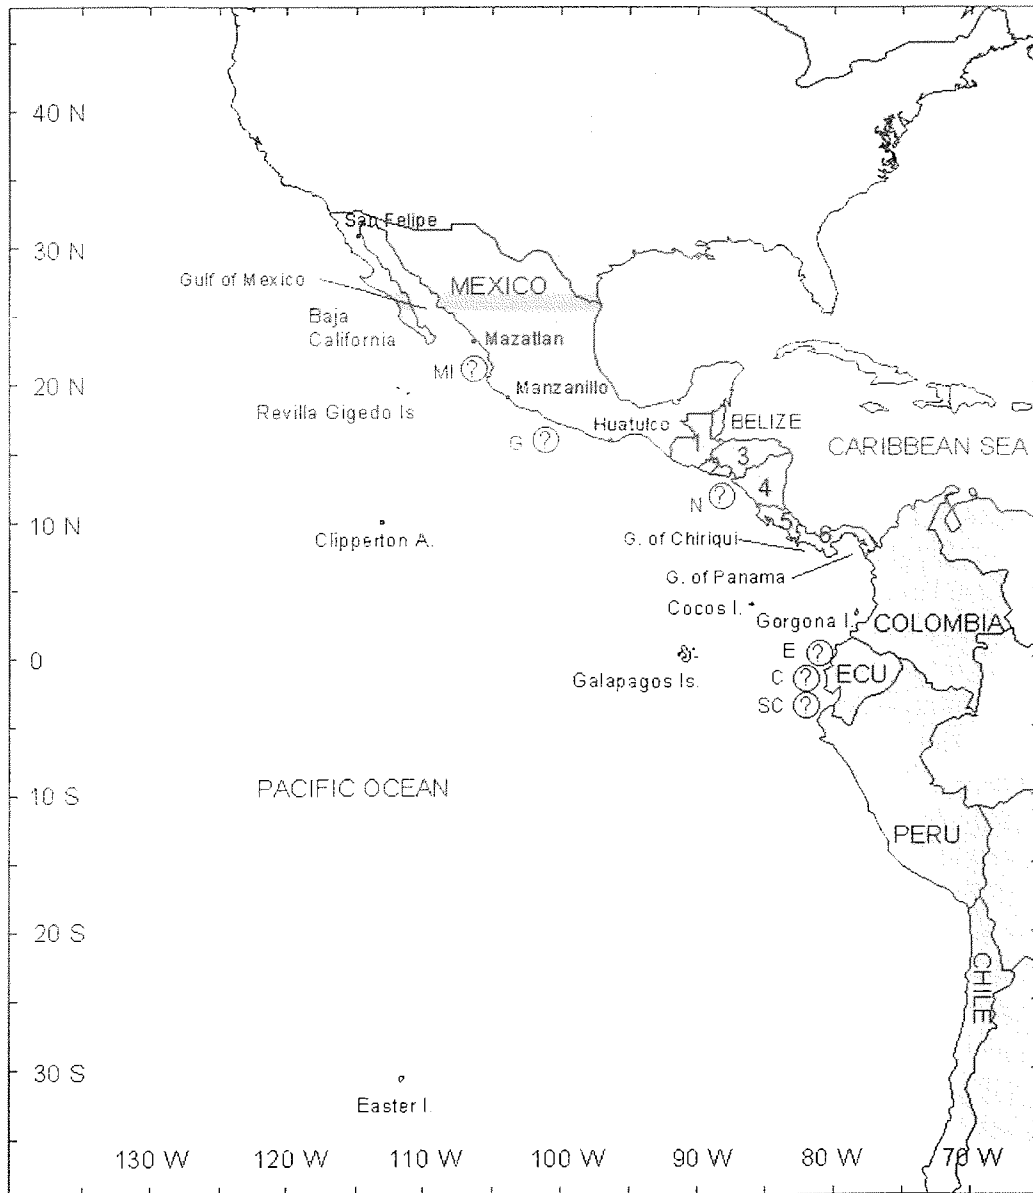 40 N
San Felipe
30 N
Gulf of Mexico
MEXICO
Baja
California
Mazatlan
MI ?
20 N
Manzanillo
Revilla Gigedo Is
Huatulco
BELIZE
G ?
CARIBBEAN SEA
3
4
N ?
10 N
Clipperton A.
5
6
G. of Chiriqui
G. of Panama
Cocos I.
Gorgona I.
COLOMBIA
0
E ?
Galapagos Is.
C ?
ECU
SC ?
PACIFIC OCEAN
10 S
PERU
20 S
CHILE
30 S
Easter I.
130 W
120 W
110 W
100 W
90 W
80 W
70 W